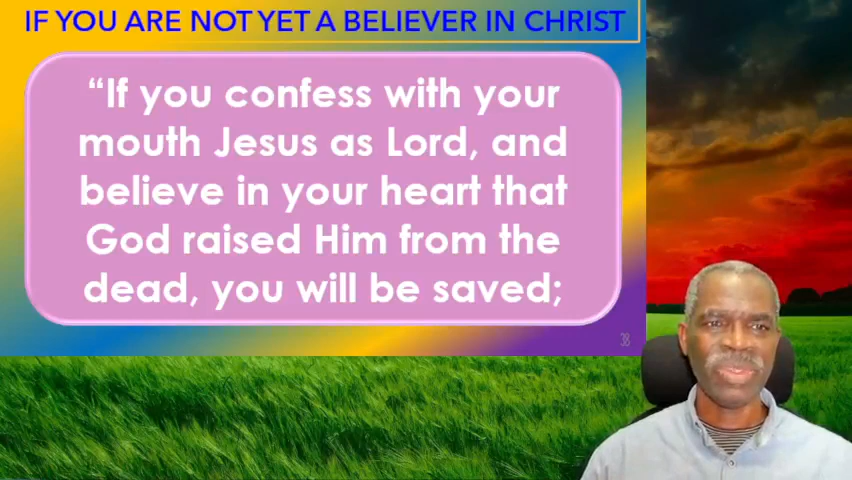 IF YOU ARE NOT YET A BELIEVER IN CHRIST
“If you confess with your
mouth Jesus as Lord, and
believe in your heart that
God raised Him from the
dead, you will be saved;
38